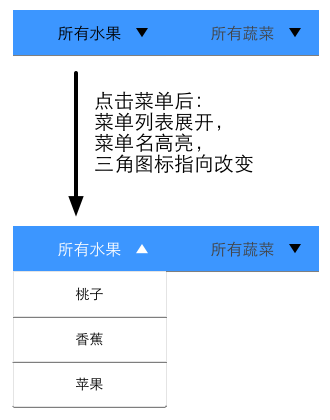 所有水果 ▼ 所有蔬菜 ▼
点击菜单后：
菜单列表展开，
菜单名高亮，
三角图标指向改变
所有水果 ▲ 所有蔬菜 ▼
桃子
香蕉
苹果